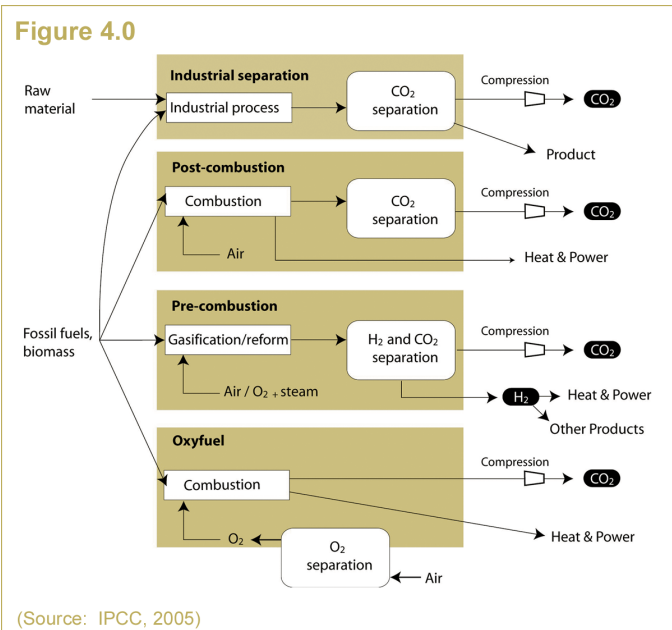 Figure 4.0
Industrial separation
Raw
material
Industrial process
CO₂
separation
Compression
CO₂
Product
Post-combustion
Combustion
Air
CO₂
separation
Compression
CO₂
Heat & Power
Pre-combustion
Fossil fuels,
biomass
Gasification/reform
Air / O₂ + steam
H₂ and CO₂
separation
Compression
CO₂
H₂
Heat & Power
Other Products
Oxyfuel
Combustion
Compression
CO₂
Heat & Power
O₂
O₂
separation
Air
(Source: IPCC, 2005)